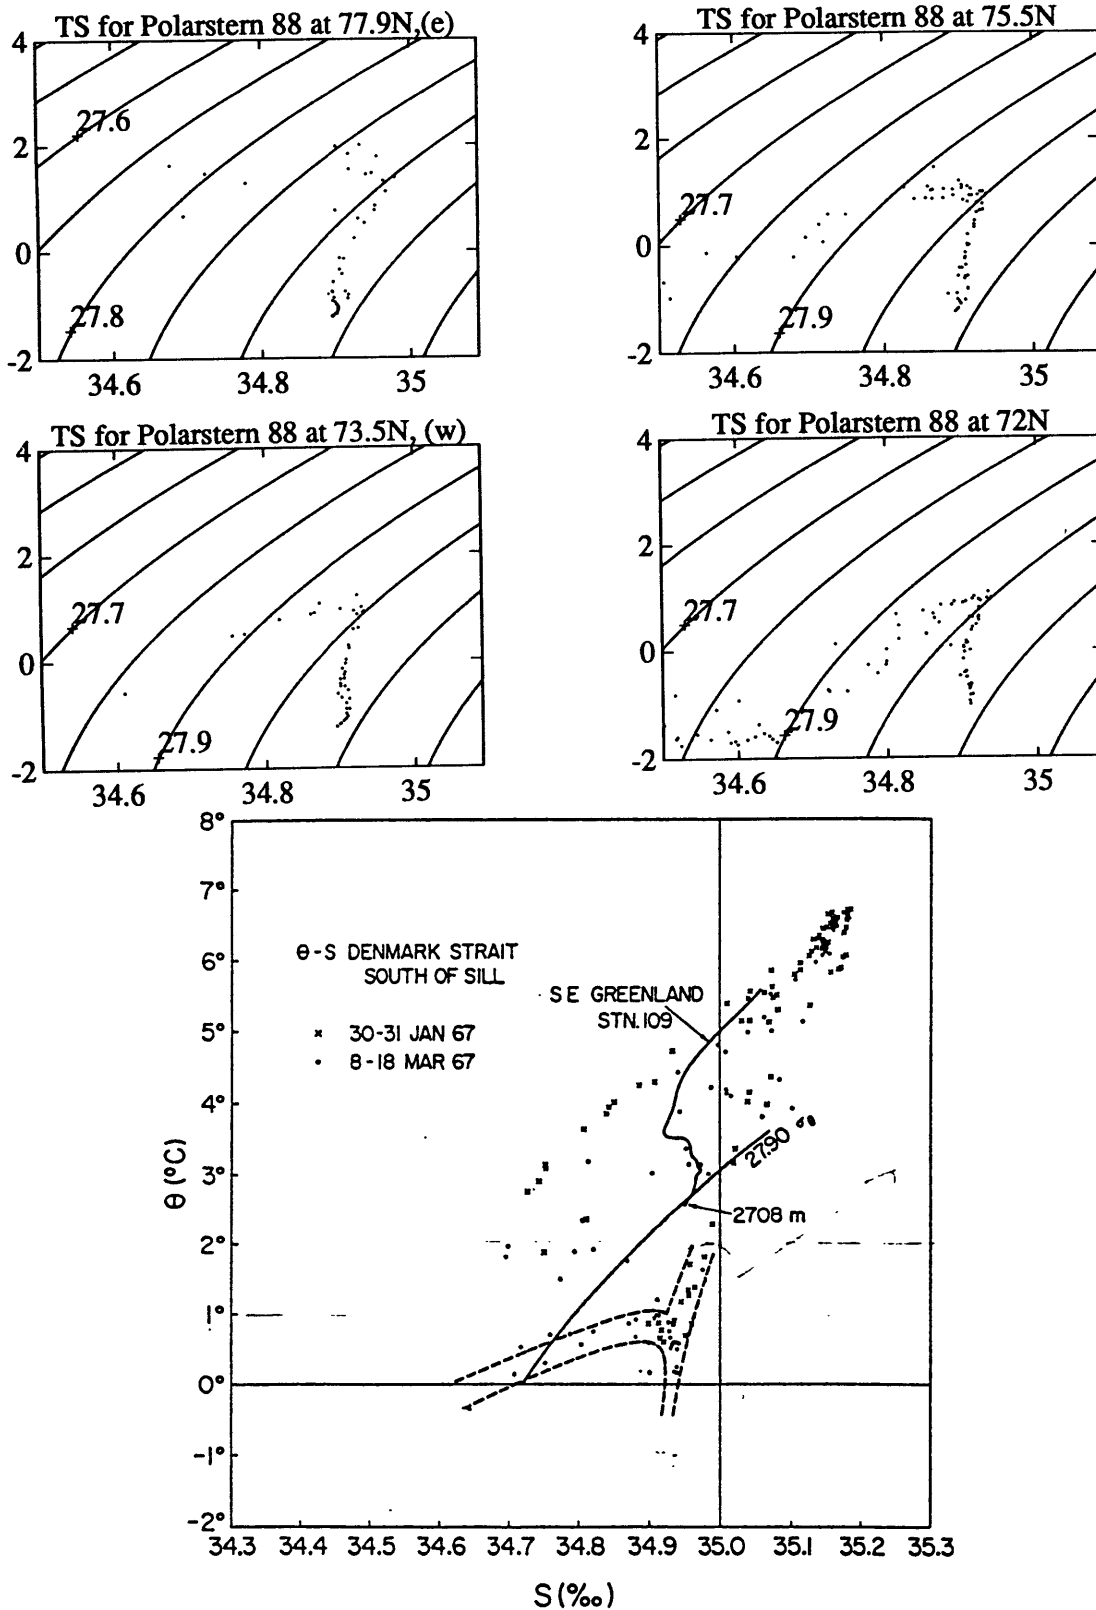 TS for Polarstern 88 at 77.9N,(e)
4
2
0
-2
27.6
27.8
34.6 34.8 35
TS for Polarstern 88 at 75.5N
4
2
0
-2
27.7
27.9
34.6 34.8 35
TS for Polarstern 88 at 73.5N, (w)
4
2
0
-2
27.7
27.9
34.6 34.8 35
TS for Polarstern 88 at 72N
4
2
0
-2
27.7
27.9
34.6 34.8 35
8°
7°
6°
5°
4°
3°
2°
1°
0°
-1°
-2°
θ (°C)
θ-S DENMARK STRAIT
SOUTH OF SILL
× 30-31 JAN 67
• 8-18 MAR 67
S E GREENLAND
STN. 109
27.90 σθ
2708 m
34.3 34.4 34.5 34.6 34.7 34.8 34.9 35.0 35.1 35.2 35.3
S (‰)